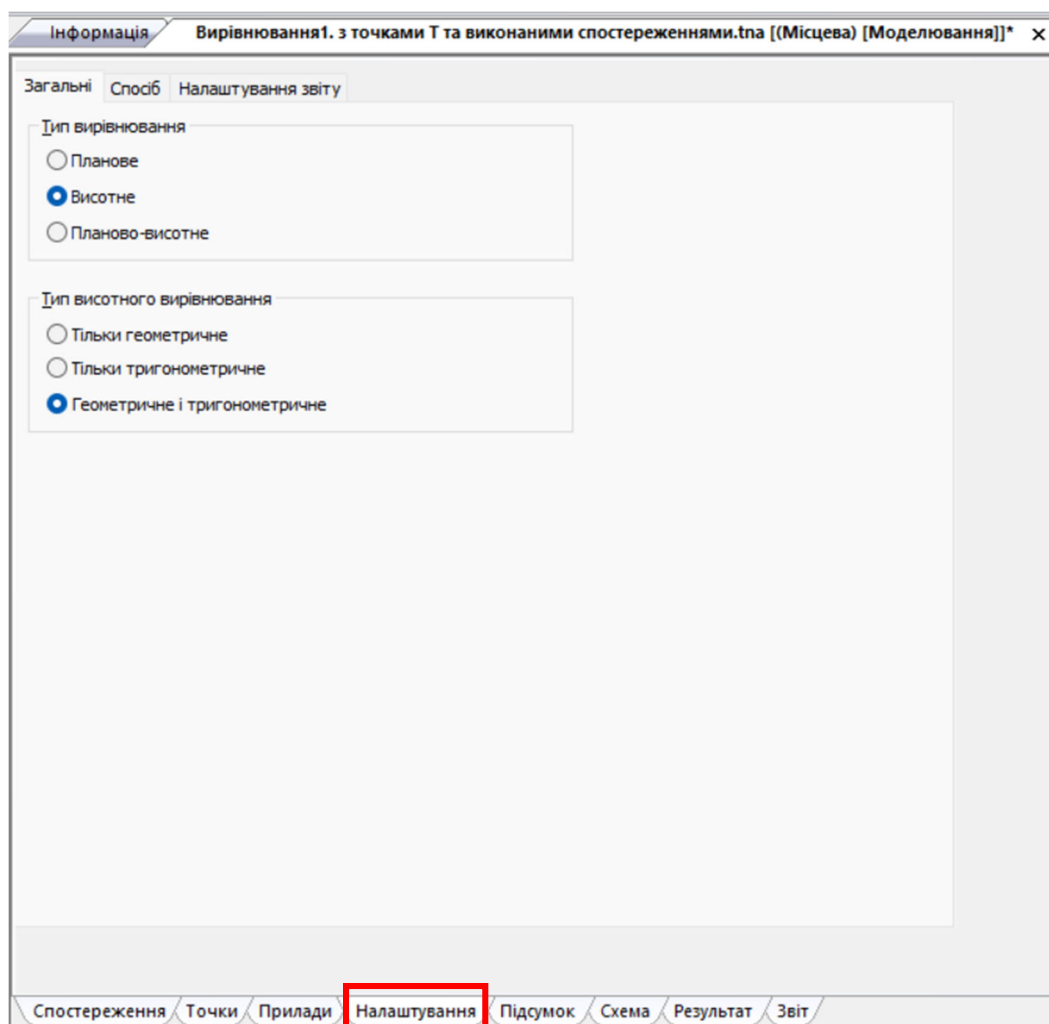 Інформація Вирівнювання1. з точками Т та виконаними спостереженнями.tna [(Місцева) [Моделювання]]* ×
Загальні Спосіб Налаштування звіту
Тип вирівнювання
Планове
Висотне
Планово-висотне
Тип висотного вирівнювання
Тільки геометричне
Тільки тригонометричне
Геометричне і тригонометричне
Спостереження Точки Прилади Налаштування Підсумок Схема Результат Звіт